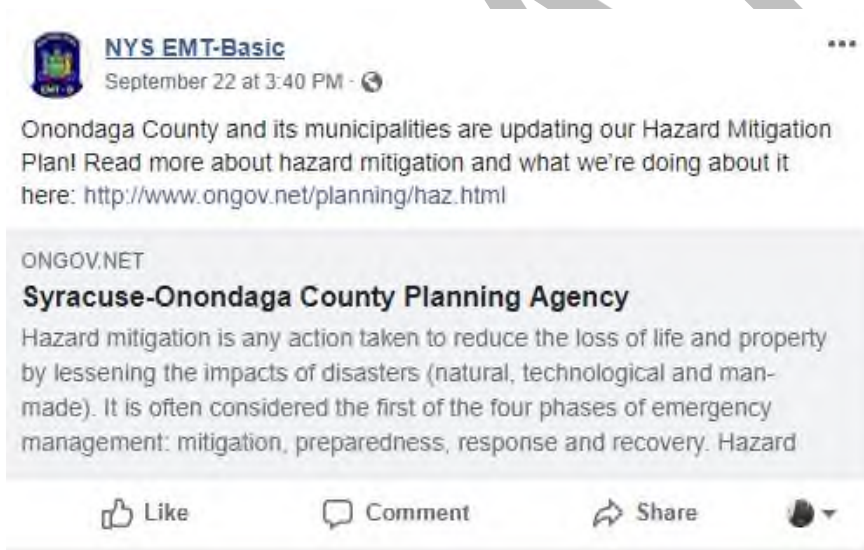 NYS EMT-Basic
September 22 at 3:40 PM ·
Onondaga County and its municipalities are updating our Hazard Mitigation
Plan! Read more about hazard mitigation and what we're doing about it
here: http://www.ongov.net/planning/haz.html
ONGOV.NET
Syracuse-Onondaga County Planning Agency
Hazard mitigation is any action taken to reduce the loss of life and property
by lessening the impacts of disasters (natural, technological and man-
made). It is often considered the first of the four phases of emergency
management: mitigation, preparedness, response and recovery. Hazard
Like Comment Share